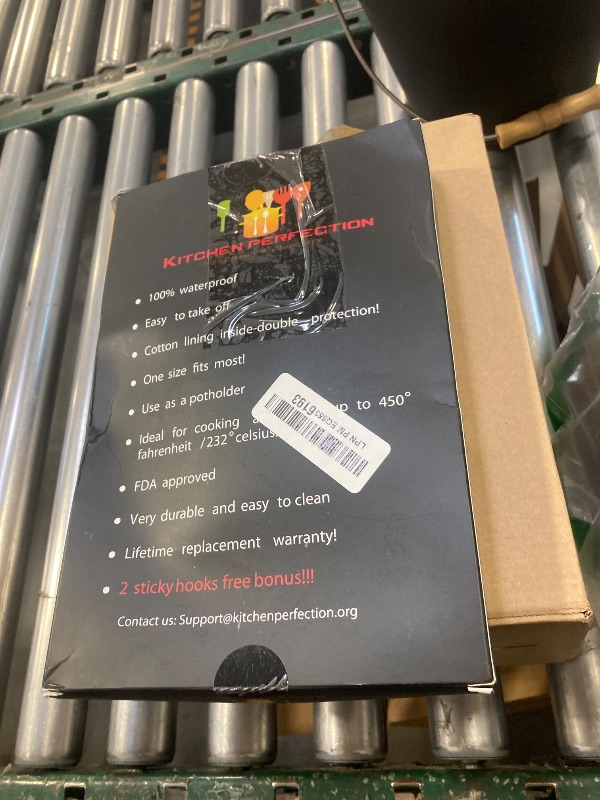 KITCHEN PERFECTION
• 100% waterproof
• Easy to take off
• Cotton lining inside-double protection!
• One size fits most!
• Use as a potholder
• Ideal for cooking up to 450°
fahrenheit /232°celsius
• FDA approved
• Very durable and easy to clean
• Lifetime replacement warranty!
• 2 sticky hooks free bonus!!!
Contact us: Support@kitchenperfection.org